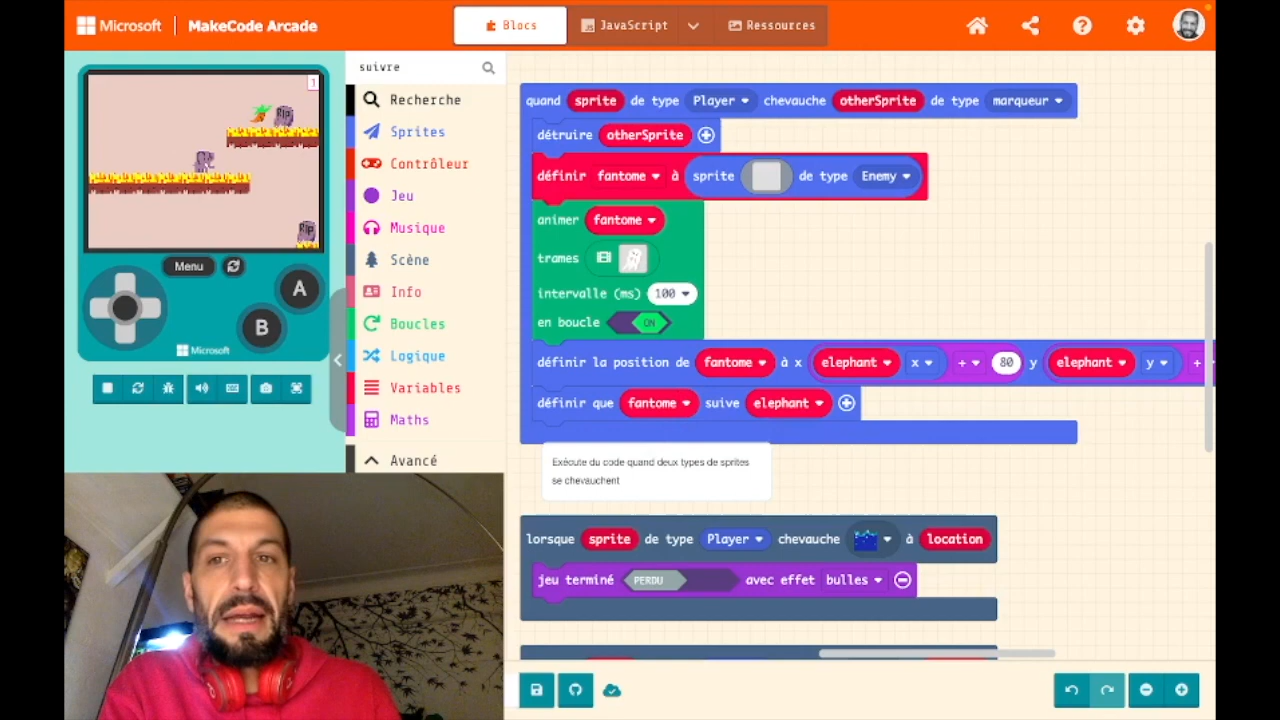 Microsoft
MakeCode Arcade
Blocs
JavaScript
Ressources
1
Rip
Rip
Menu
A
B
Microsoft
suivre
Recherche
Sprites
Contrôleur
Jeu
Musique
Scène
Info
Boucles
Logique
Variables
Maths
Avancé
quand sprite de type Player chevauche otherSprite de type marqueur
détruire otherSprite
définir fantome à sprite de type Enemy
animer fantome
trames
intervalle (ms) 100
en boucle ON
définir la position de fantome à x elephant x + 80 y elephant y +
définir que fantome suive elephant
Exécute du code quand deux types de sprites
se chevauchent
lorsque sprite de type Player chevauche à location
jeu terminé PERDU avec effet bulles